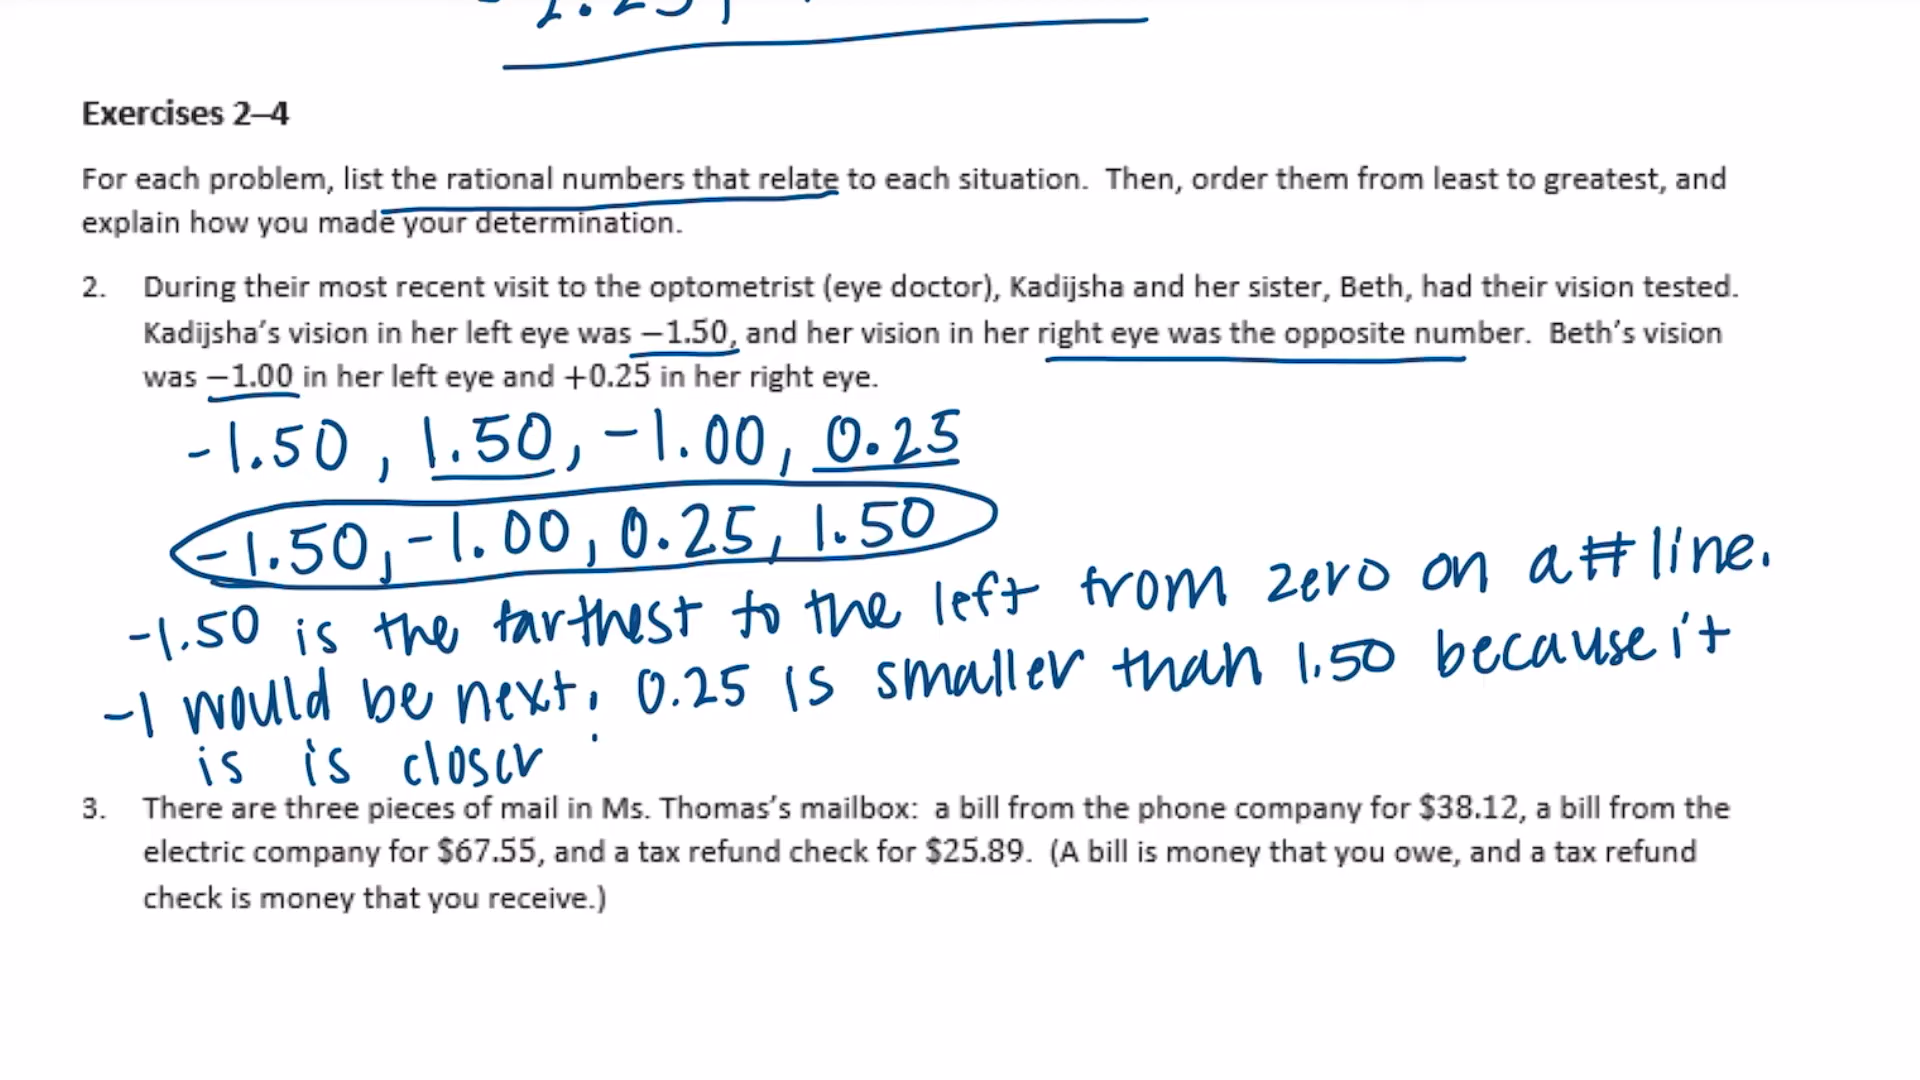 Exercises 2–4
For each problem, list the rational numbers that relate to each situation. Then, order them from least to greatest, and
explain how you made your determination.
2. During their most recent visit to the optometrist (eye doctor), Kadijsha and her sister, Beth, had their vision tested.
Kadijsha's vision in her left eye was −1.50, and her vision in her right eye was the opposite number. Beth's vision
was −1.00 in her left eye and +0.25 in her right eye.
-1.50, 1.50, -1.00, 0.25
-1.50, -1.00, 0.25, 1.50
-1.50 is the farthest to the left from zero on a # line.
-1 would be next. 0.25 is smaller than 1.50 because it
is is closer
3. There are three pieces of mail in Ms. Thomas's mailbox: a bill from the phone company for $38.12, a bill from the
electric company for $67.55, and a tax refund check for $25.89. (A bill is money that you owe, and a tax refund
check is money that you receive.)